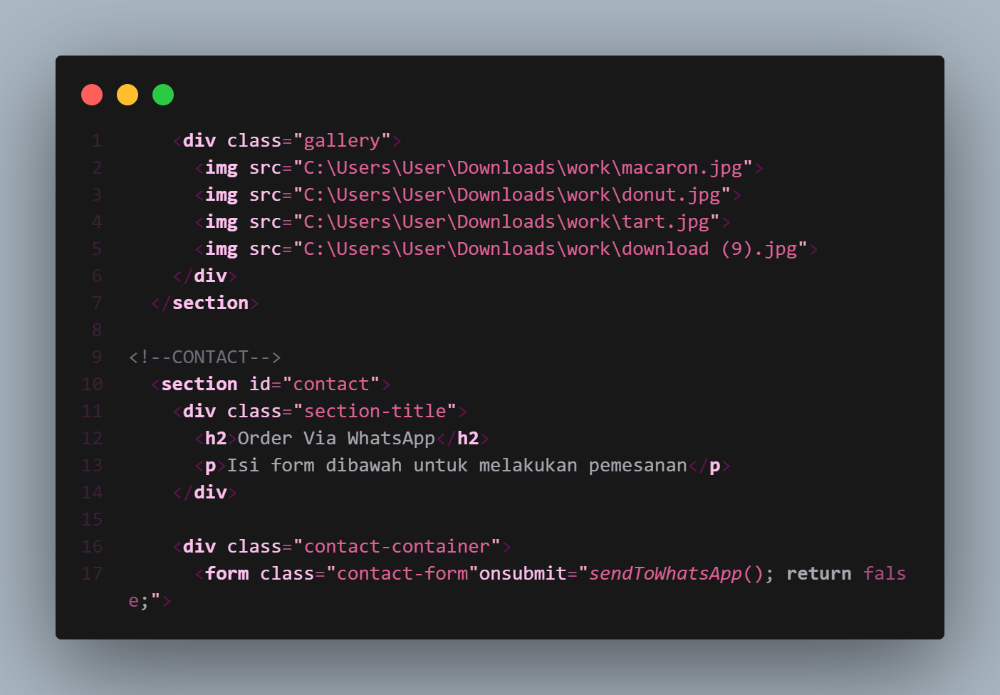 1 <div class="gallery">
2 <img src="C:\Users\User\Downloads\work\macaron.jpg">
3 <img src="C:\Users\User\Downloads\work\donut.jpg">
4 <img src="C:\Users\User\Downloads\work\tart.jpg">
5 <img src="C:\Users\User\Downloads\work\download (9).jpg">
6 </div>
7 </section>
8
9 <!--CONTACT-->
10 <section id="contact">
11 <div class="section-title">
12 <h2>Order Via WhatsApp</h2>
13 <p>Isi form dibawah untuk melakukan pemesanan</p>
14 </div>
15
16 <div class="contact-container">
17 <form class="contact-form"onsubmit="sendToWhatsApp(); return fals
e;">